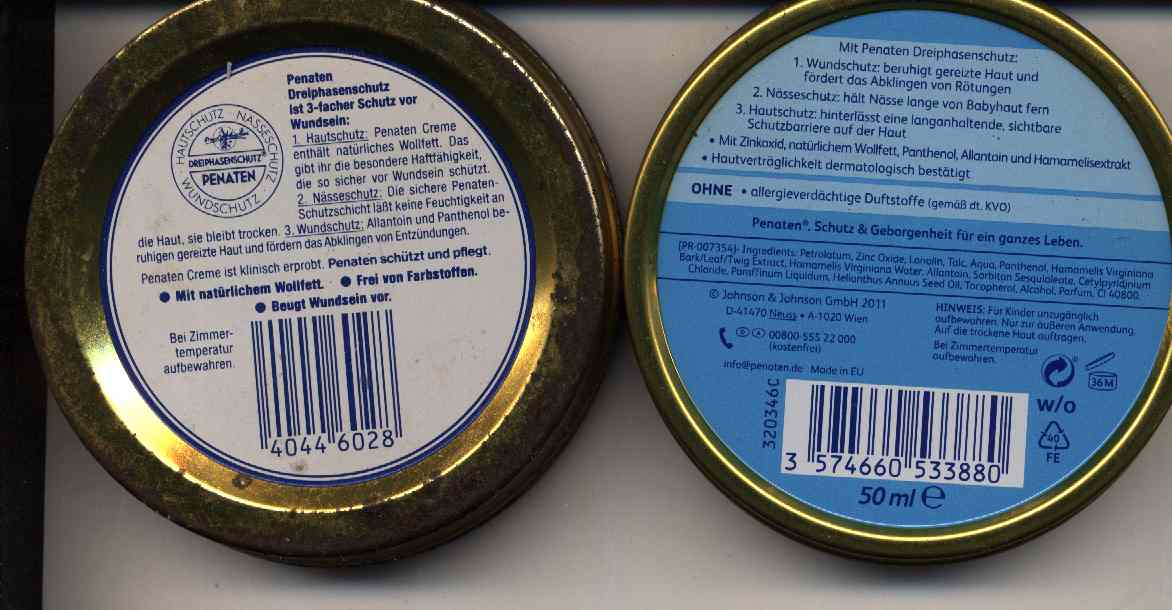 HAUTSCHUTZ · NÄSSESCHUTZ · WUNDSCHUTZ ·
DREIPHASENSCHUTZ
PENATEN
Penaten
Dreiphasenschutz
ist 3-facher Schutz vor
Wundsein:
1. Hautschutz: Penaten Creme
enthält natürliches Wollfett. Das
gibt ihr die besondere Haftfähigkeit,
die so sicher vor Wundsein schützt.
2. Nässeschutz: Die sichere Penaten-
Schutzschicht läßt keine Feuchtigkeit an
die Haut, sie bleibt trocken. 3. Wundschutz: Allantoin und Panthenol be-
ruhigen gereizte Haut und fördern das Abklingen von Entzündungen.
Penaten Creme ist klinisch erprobt. Penaten schützt und pflegt.
● Mit natürlichem Wollfett. ● Frei von Farbstoffen.
● Beugt Wundsein vor.
Bei Zimmer-
temperatur
aufbewahren.
4044 6028
Mit Penaten Dreiphasenschutz:
1. Wundschutz: beruhigt gereizte Haut und
fördert das Abklingen von Rötungen
2. Nässeschutz: hält Nässe lange von Babyhaut fern
3. Hautschutz: hinterlässt eine langanhaltende, sichtbare
Schutzbarriere auf der Haut
• Mit Zinkoxid, natürlichem Wollfett, Panthenol, Allantoin und Hamamelisextrakt
• Hautverträglichkeit dermatologisch bestätigt
OHNE • allergieverdächtige Duftstoffe (gemäß dt. KVO)
Penaten®. Schutz & Geborgenheit für ein ganzes Leben.
[PR-007354]- Ingredients: Petrolatum, Zinc Oxide, Lanolin, Talc, Aqua, Panthenol, Hamamelis Virginiana
Bark/Leaf/Twig Extract, Hamamelis Virginiana Water, Allantoin, Sorbitan Sesquioleate, Cetylpyridinium
Chloride, Paraffinum Liquidum, Helianthus Annuus Seed Oil, Tocopherol, Alcohol, Parfum, CI 40800.
© Johnson & Johnson GmbH 2011
D-41470 Neuss • A-1020 Wien
D A 00800-555 22 000
(kostenfrei)
info@penaten.de Made in EU
HINWEIS: Für Kinder unzugänglich
aufbewahren. Nur zur äußeren Anwendung.
Auf die trockene Haut auftragen.
Bei Zimmertemperatur
aufbewahren.
36 M
w/o
40
FE
320346C
3 574660 533880
50 ml e